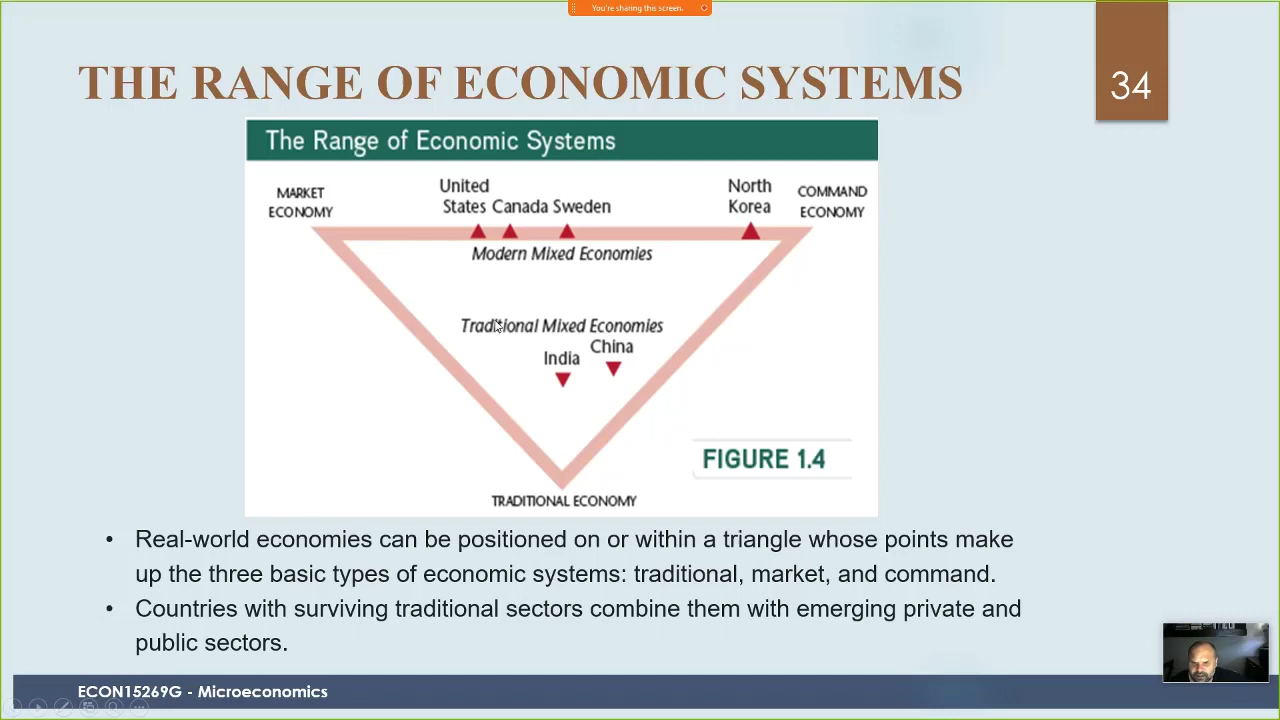 You're sharing this screen.
THE RANGE OF ECONOMIC SYSTEMS
34
The Range of Economic Systems
MARKET
ECONOMY
United
States Canada Sweden
North
Korea
COMMAND
ECONOMY
Modern Mixed Economies
Traditional Mixed Economies
China
India
FIGURE 1.4
TRADITIONAL ECONOMY
• Real-world economies can be positioned on or within a triangle whose points make
up the three basic types of economic systems: traditional, market, and command.
• Countries with surviving traditional sectors combine them with emerging private and
public sectors.
ECON15269G - Microeconomics